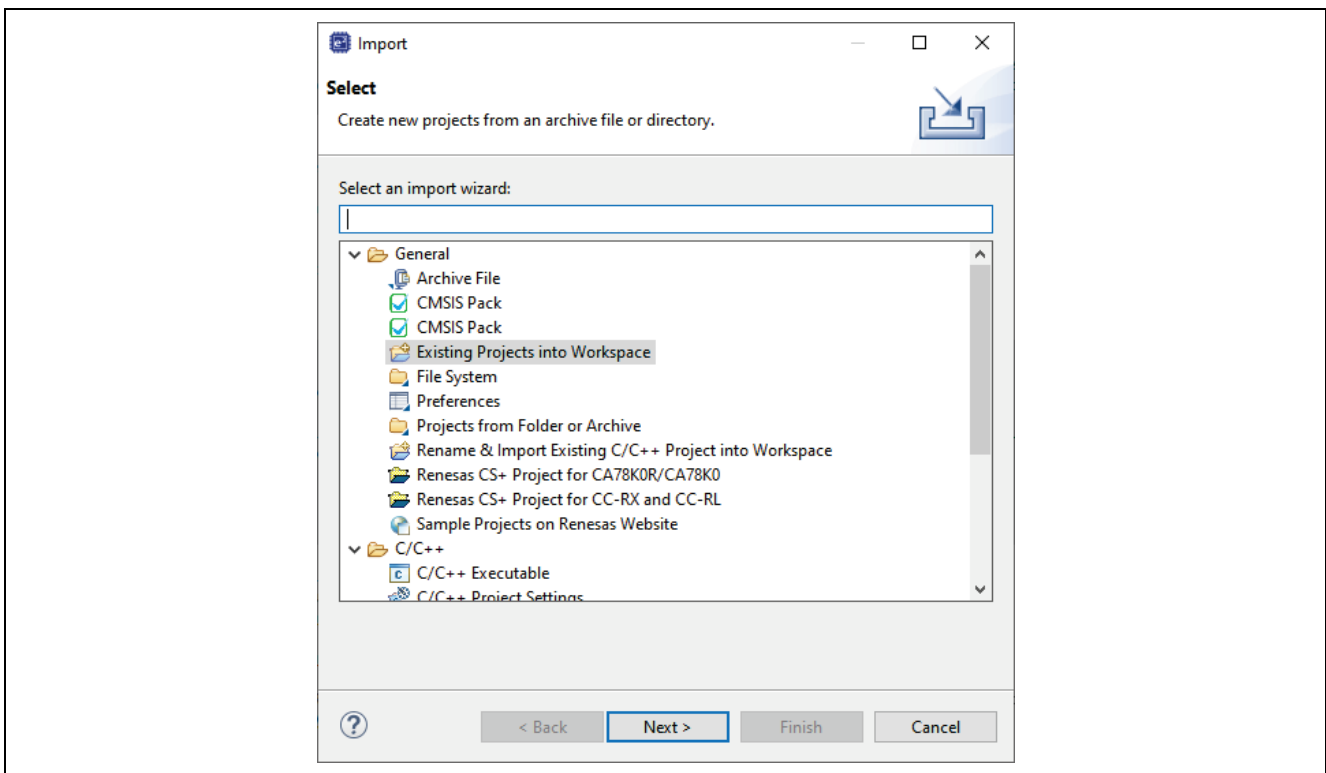 Import
Select
Create new projects from an archive file or directory.
Select an import wizard:
General
Archive File
CMSIS Pack
CMSIS Pack
Existing Projects into Workspace
File System
Preferences
Projects from Folder or Archive
Rename & Import Existing C/C++ Project into Workspace
Renesas CS+ Project for CA78K0R/CA78K0
Renesas CS+ Project for CC-RX and CC-RL
Sample Projects on Renesas Website
C/C++
C/C++ Executable
C/C++ Project Settings
< Back Next > Finish Cancel